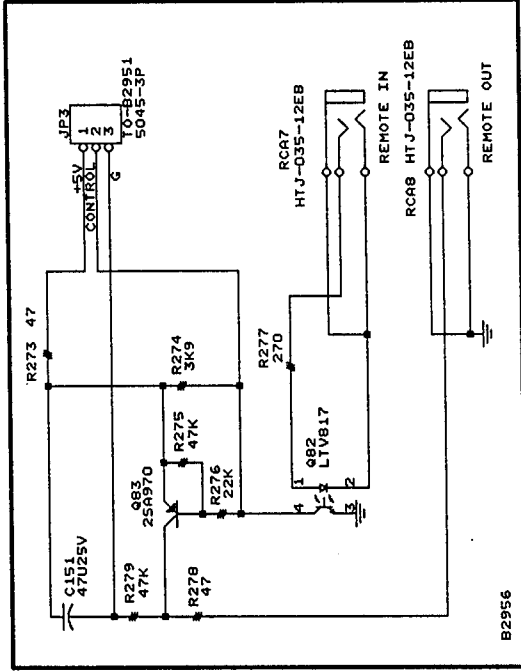 JP3
1
2
3
TO-B2951
5045-3P
+5V
CONTROL
G
R273 47
R274
3K9
R275
47K
R276
22K
Q83
2SA970
C151
47U25V
R279
47K
R278
47
R277
270
Q82
LTV817
1
2
3
4
RCA7
HTJ-035-12EB
REMOTE IN
RCA8 HTJ-035-12EB
REMOTE OUT
B2956